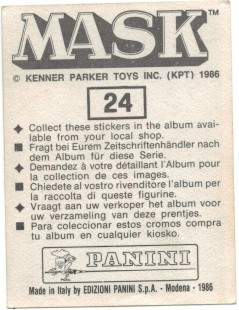 MASK™
© KENNER PARKER TOYS INC. (KPT) 1986
24
◆ Collect these stickers in the album avai-
lable from your local shop.
■ Fragt bei Eurem Zeitschriftenhändler nach
dem Album für diese Serie.
◆ Demandez à votre détaillant l'Album pour
la collection de ces images.
■ Chiedete al vostro rivenditore l'album per
la raccolta di queste figurine.
◆ Vraagt aan uw verkoper het album voor
uw verzameling van deze prentjes.
■ Para coleccionar estos cromos compra
tu album en cualquier kiosko.
PANINI
Made in Italy by EDIZIONI PANINI S.p.A. - Modena - 1986